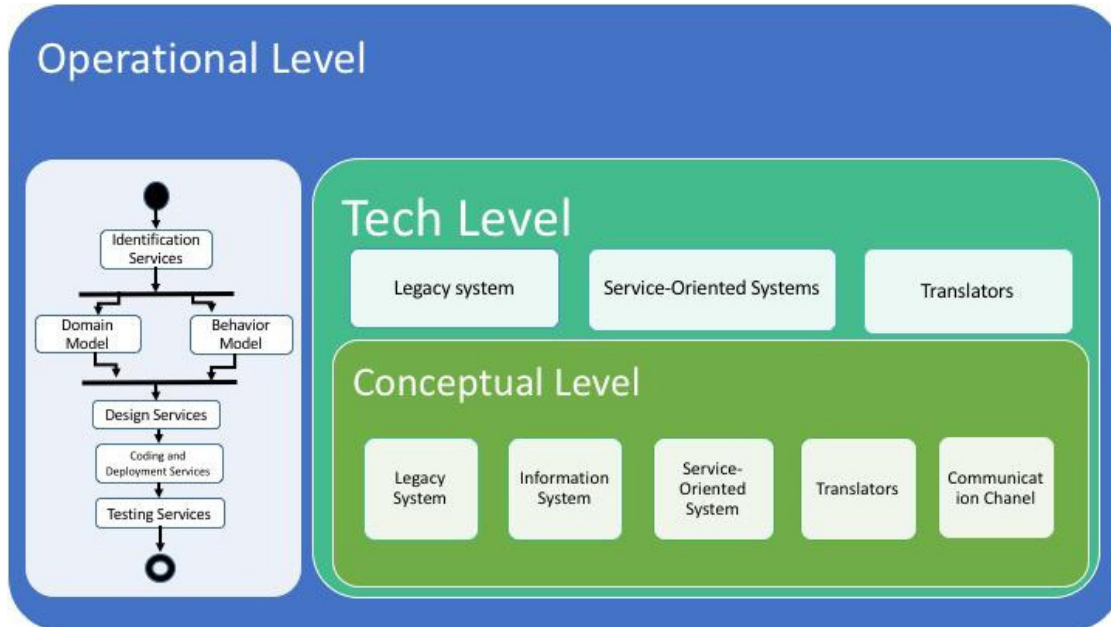 Operational Level
Identification
Services
Domain
Model
Behavior
Model
Design Services
Coding and
Deployment Services
Testing Services
Tech Level
Legacy system
Service-Oriented Systems
Translators
Conceptual Level
Legacy
System
Information
System
Service-
Oriented
System
Translators
Communicat
ion Chanel